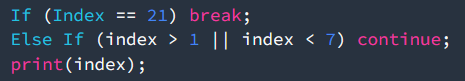 If (Index == 21) break;
Else If (index > 1 || index < 7) continue;
print(index);